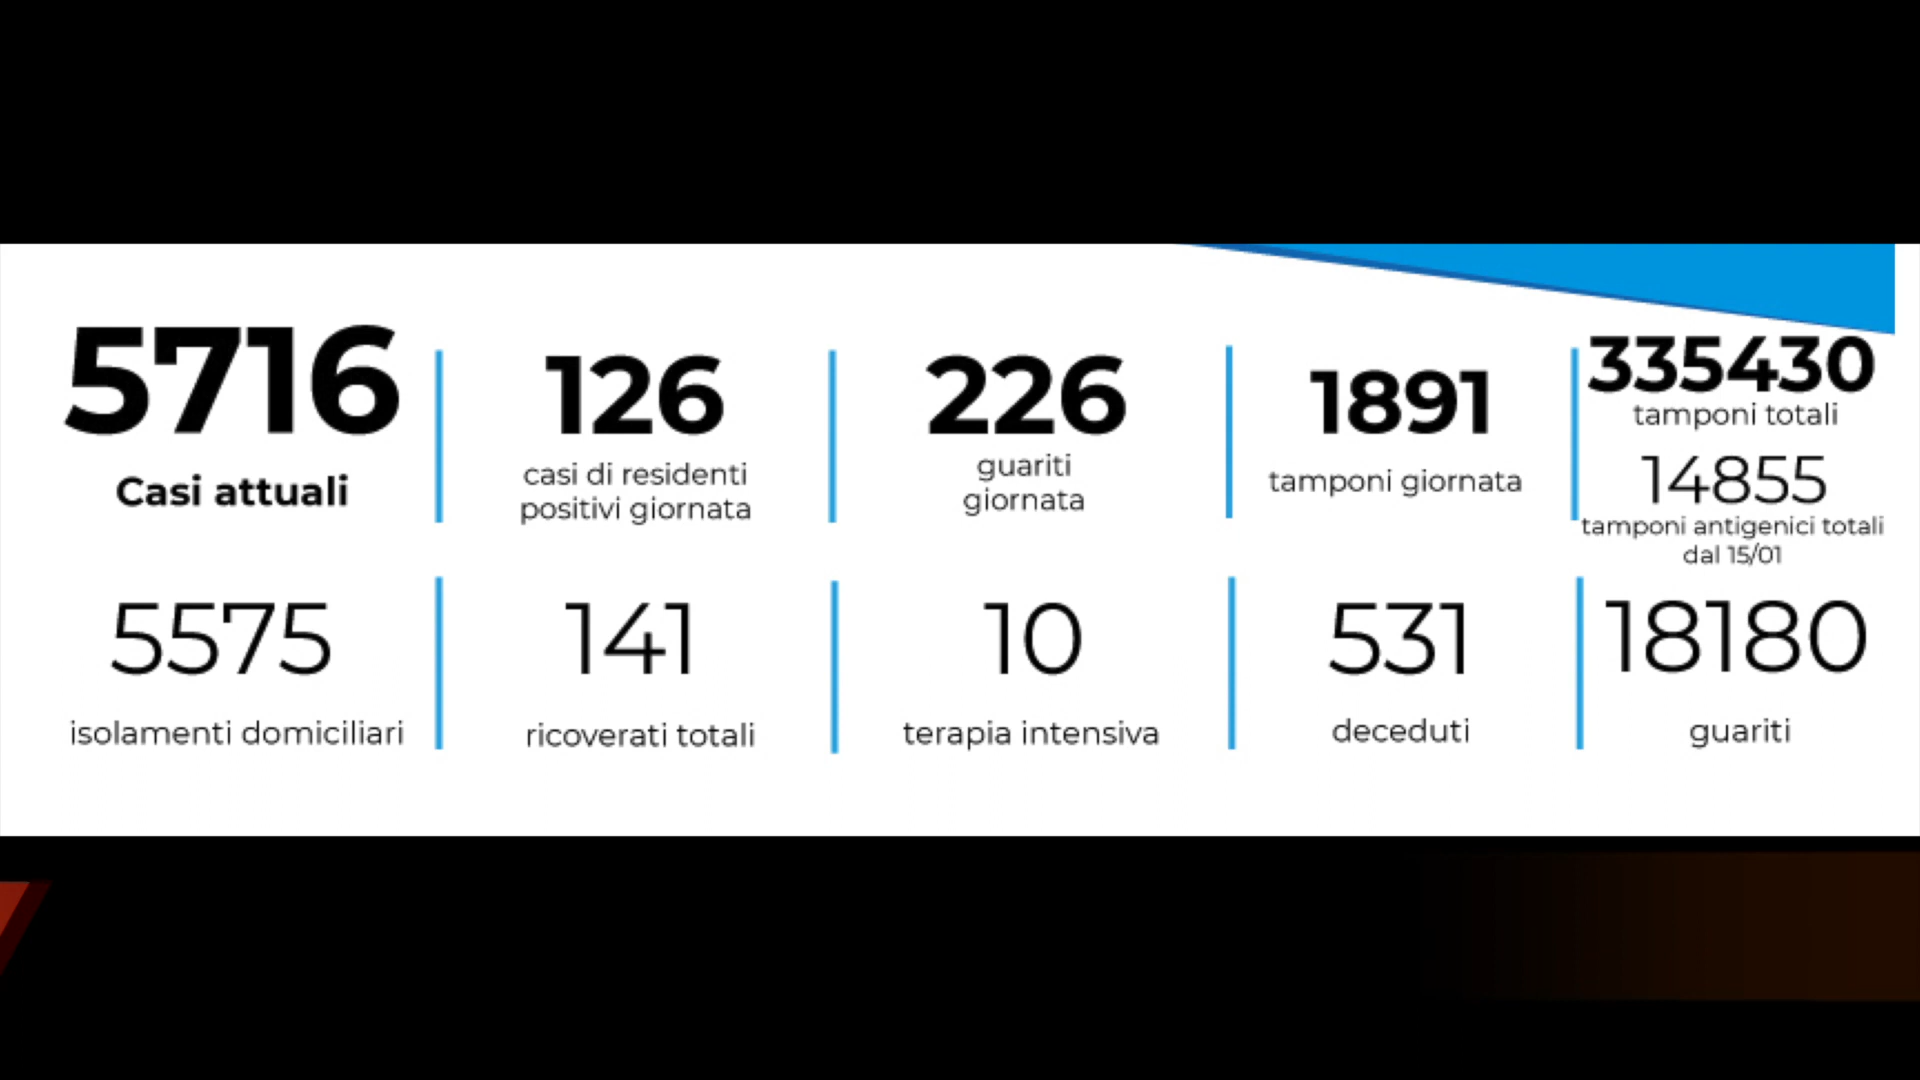 5716
Casi attuali
126
casi di residenti
positivi giornata
226
guariti
giornata
1891
tamponi giornata
335430
tamponi totali
14855
tamponi antigenici totali
dal 15/01
5575
isolamenti domiciliari
141
ricoverati totali
10
terapia intensiva
531
deceduti
18180
guariti